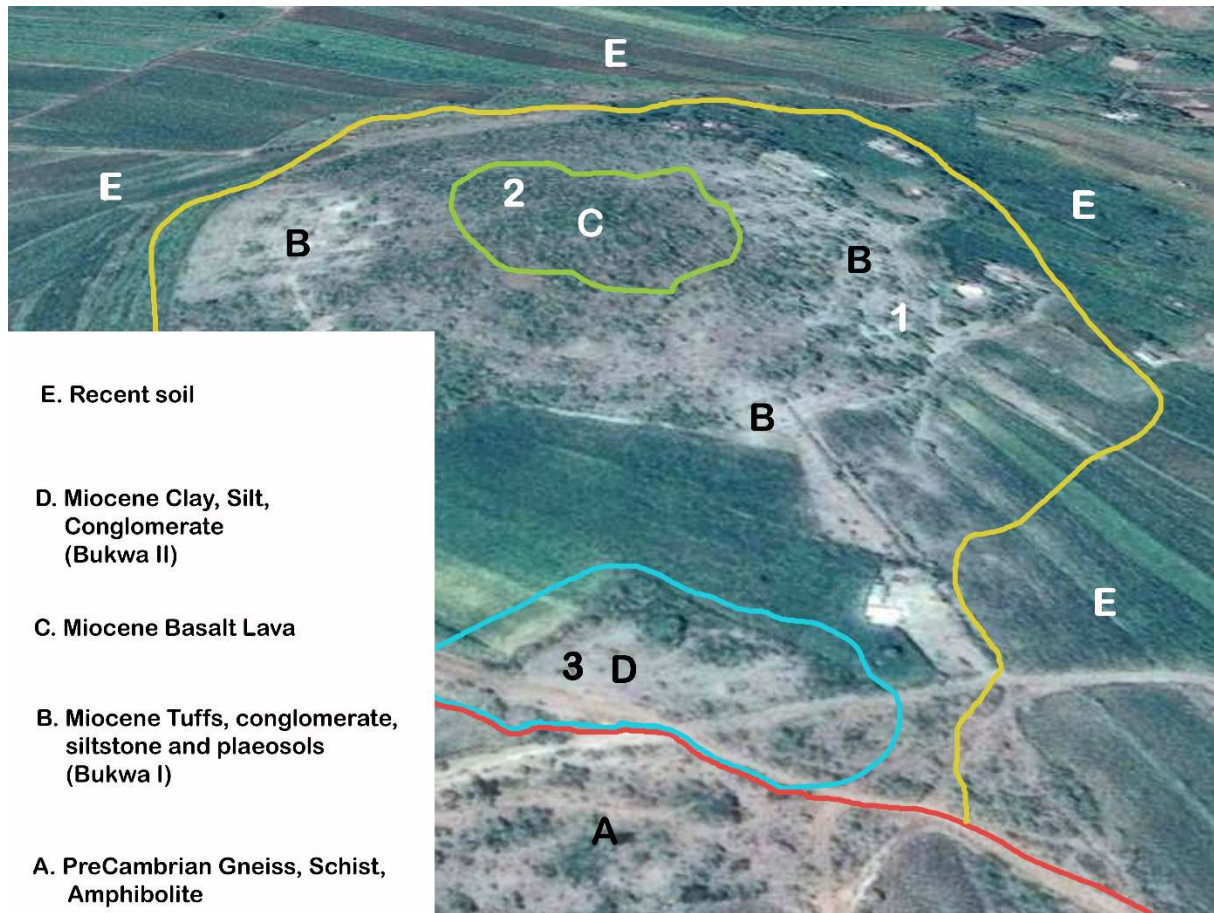 E
E
2
C
E
B
B
1
B
E
3 D
A
E. Recent soil
D. Miocene Clay, Silt,
Conglomerate
(Bukwa II)
C. Miocene Basalt Lava
B. Miocene Tuffs, conglomerate,
siltstone and plaeosols
(Bukwa I)
A. PreCambrian Gneiss, Schist,
Amphibolite